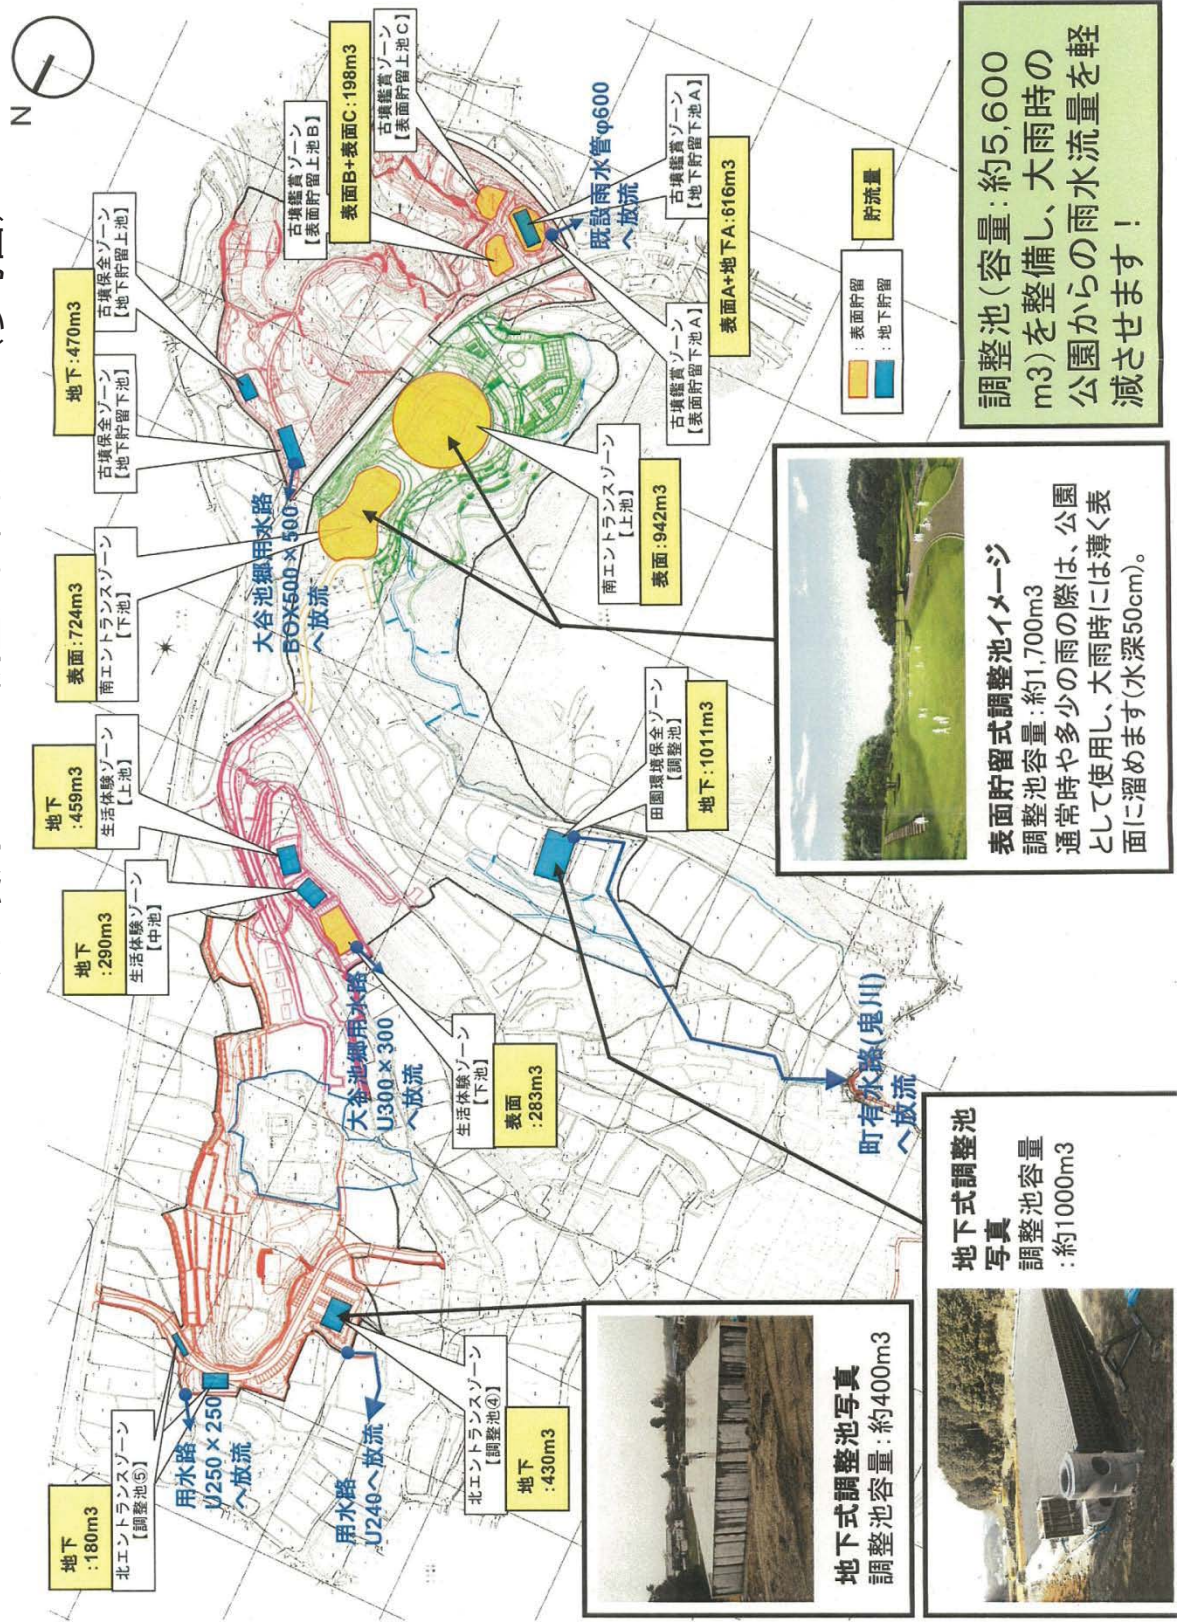 N
地下
:180m3
北エントランスゾーン
【調整池⑤】
用水路
U250×250
へ放流
用水路
U240へ放流
北エントランスゾーン
【調整池④】
地下
:430m3
地下
:290m3
生活体験ゾーン
【中池】
地下
:459m3
生活体験ゾーン
【上池】
大谷池郷用水路
U300×300
へ放流
生活体験ゾーン
【下池】
表面
:283m3
表面:724m3
南エントランスゾーン
【下池】
大谷池郷用水路
BOX500×500
へ放流
地下:470m3
古墳保全ゾーン
【地下貯留下池】
古墳保全ゾーン
【地下貯留上池】
古墳鑑賞ゾーン
【表面貯留上池B】
表面B+表面C:198m3
古墳鑑賞ゾーン
【表面貯留上池C】
既設雨水管φ600
へ放流
古墳鑑賞ゾーン
【地下貯留下池A】
表面A+地下A:616m3
古墳鑑賞ゾーン
【表面貯留下池A】
南エントランスゾーン
【上池】
表面:942m3
田園環境保全ゾーン
【調整池】
地下:1011m3
町有水路(鬼川)
へ放流
:表面貯留
:地下貯留
貯流量
地下式調整池写真
調整池容量:約400m3
地下式調整池
写真
調整池容量
:約1000m3
表面貯留式調整池イメージ
調整池容量:約1,700m3
通常時や多少の雨の際は、公園
として使用し、大雨時には薄く表
面に溜めます(水深50cm)。
調整池(容量:約5,600
m3)を整備し、大雨時の
公園からの雨水流量を軽
減させます!